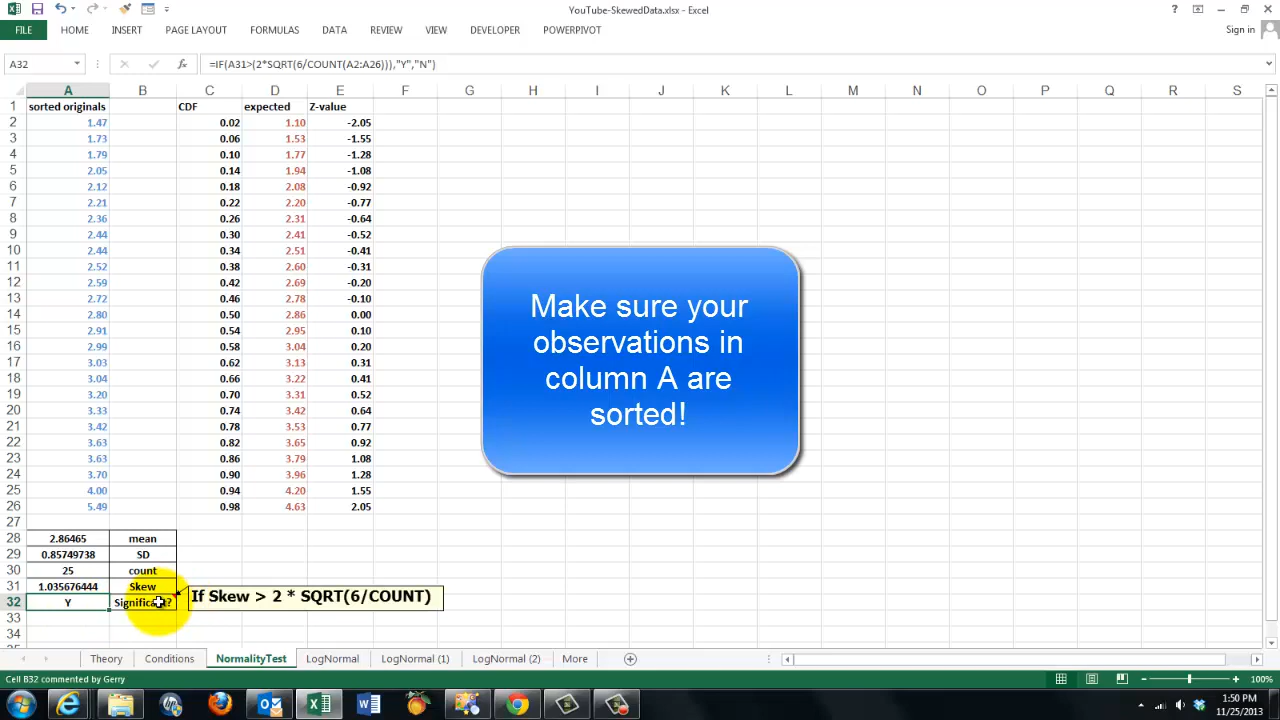 YouTube-SkewedData.xlsx - Excel
FILE HOME INSERT PAGE LAYOUT FORMULAS DATA REVIEW VIEW DEVELOPER POWERPIVOT Sign in
A32 fx =IF(A31>(2*SQRT(6/COUNT(A2:A26))),"Y","N")
A B C D E F G H I J K L M N O P Q R S
1 sorted originals CDF expected Z-value
2 1.47 0.02 1.10 -2.05
3 1.73 0.06 1.53 -1.55
4 1.79 0.10 1.77 -1.28
5 2.05 0.14 1.94 -1.08
6 2.12 0.18 2.08 -0.92
7 2.21 0.22 2.20 -0.77
8 2.36 0.26 2.31 -0.64
9 2.44 0.30 2.41 -0.52
10 2.44 0.34 2.51 -0.41
11 2.52 0.38 2.60 -0.31
12 2.59 0.42 2.69 -0.20
13 2.72 0.46 2.78 -0.10
14 2.80 0.50 2.86 0.00
15 2.91 0.54 2.95 0.10
16 2.99 0.58 3.04 0.20
17 3.03 0.62 3.13 0.31
18 3.04 0.66 3.22 0.41
19 3.20 0.70 3.31 0.52
20 3.33 0.74 3.42 0.64
21 3.42 0.78 3.53 0.77
22 3.63 0.82 3.65 0.92
23 3.63 0.86 3.79 1.08
24 3.70 0.90 3.96 1.28
25 4.00 0.94 4.20 1.55
26 5.49 0.98 4.63 2.05
27
28 2.86465 mean
29 0.85749738 SD
30 25 count
31 1.035676444 Skew
32 Y Significant?
33
34
Make sure your
observations in
column A are
sorted!
If Skew > 2 * SQRT(6/COUNT)
Theory Conditions NormalityTest LogNormal LogNormal (1) LogNormal (2) More
Cell B32 commented by Gerry 100%
1:50 PM
11/25/2013